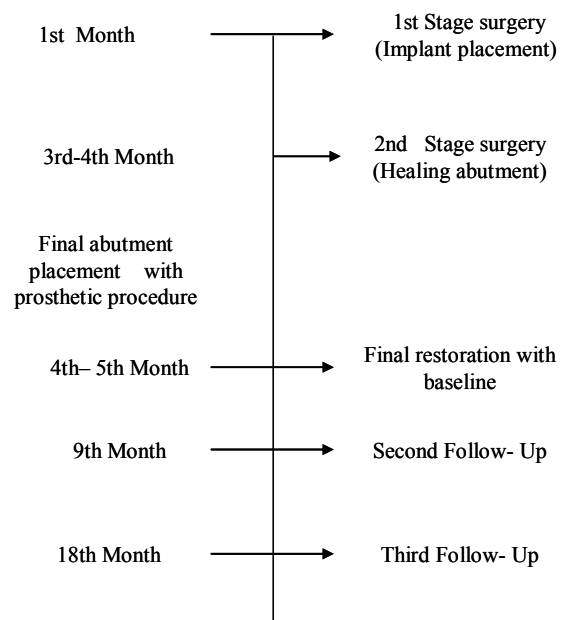 1st Month
1st Stage surgery
(Implant placement)
3rd-4th Month
2nd Stage surgery
(Healing abutment)
Final abutment
placement with
prosthetic procedure
4th– 5th Month
Final restoration with
baseline
9th Month
Second Follow- Up
18th Month
Third Follow- Up